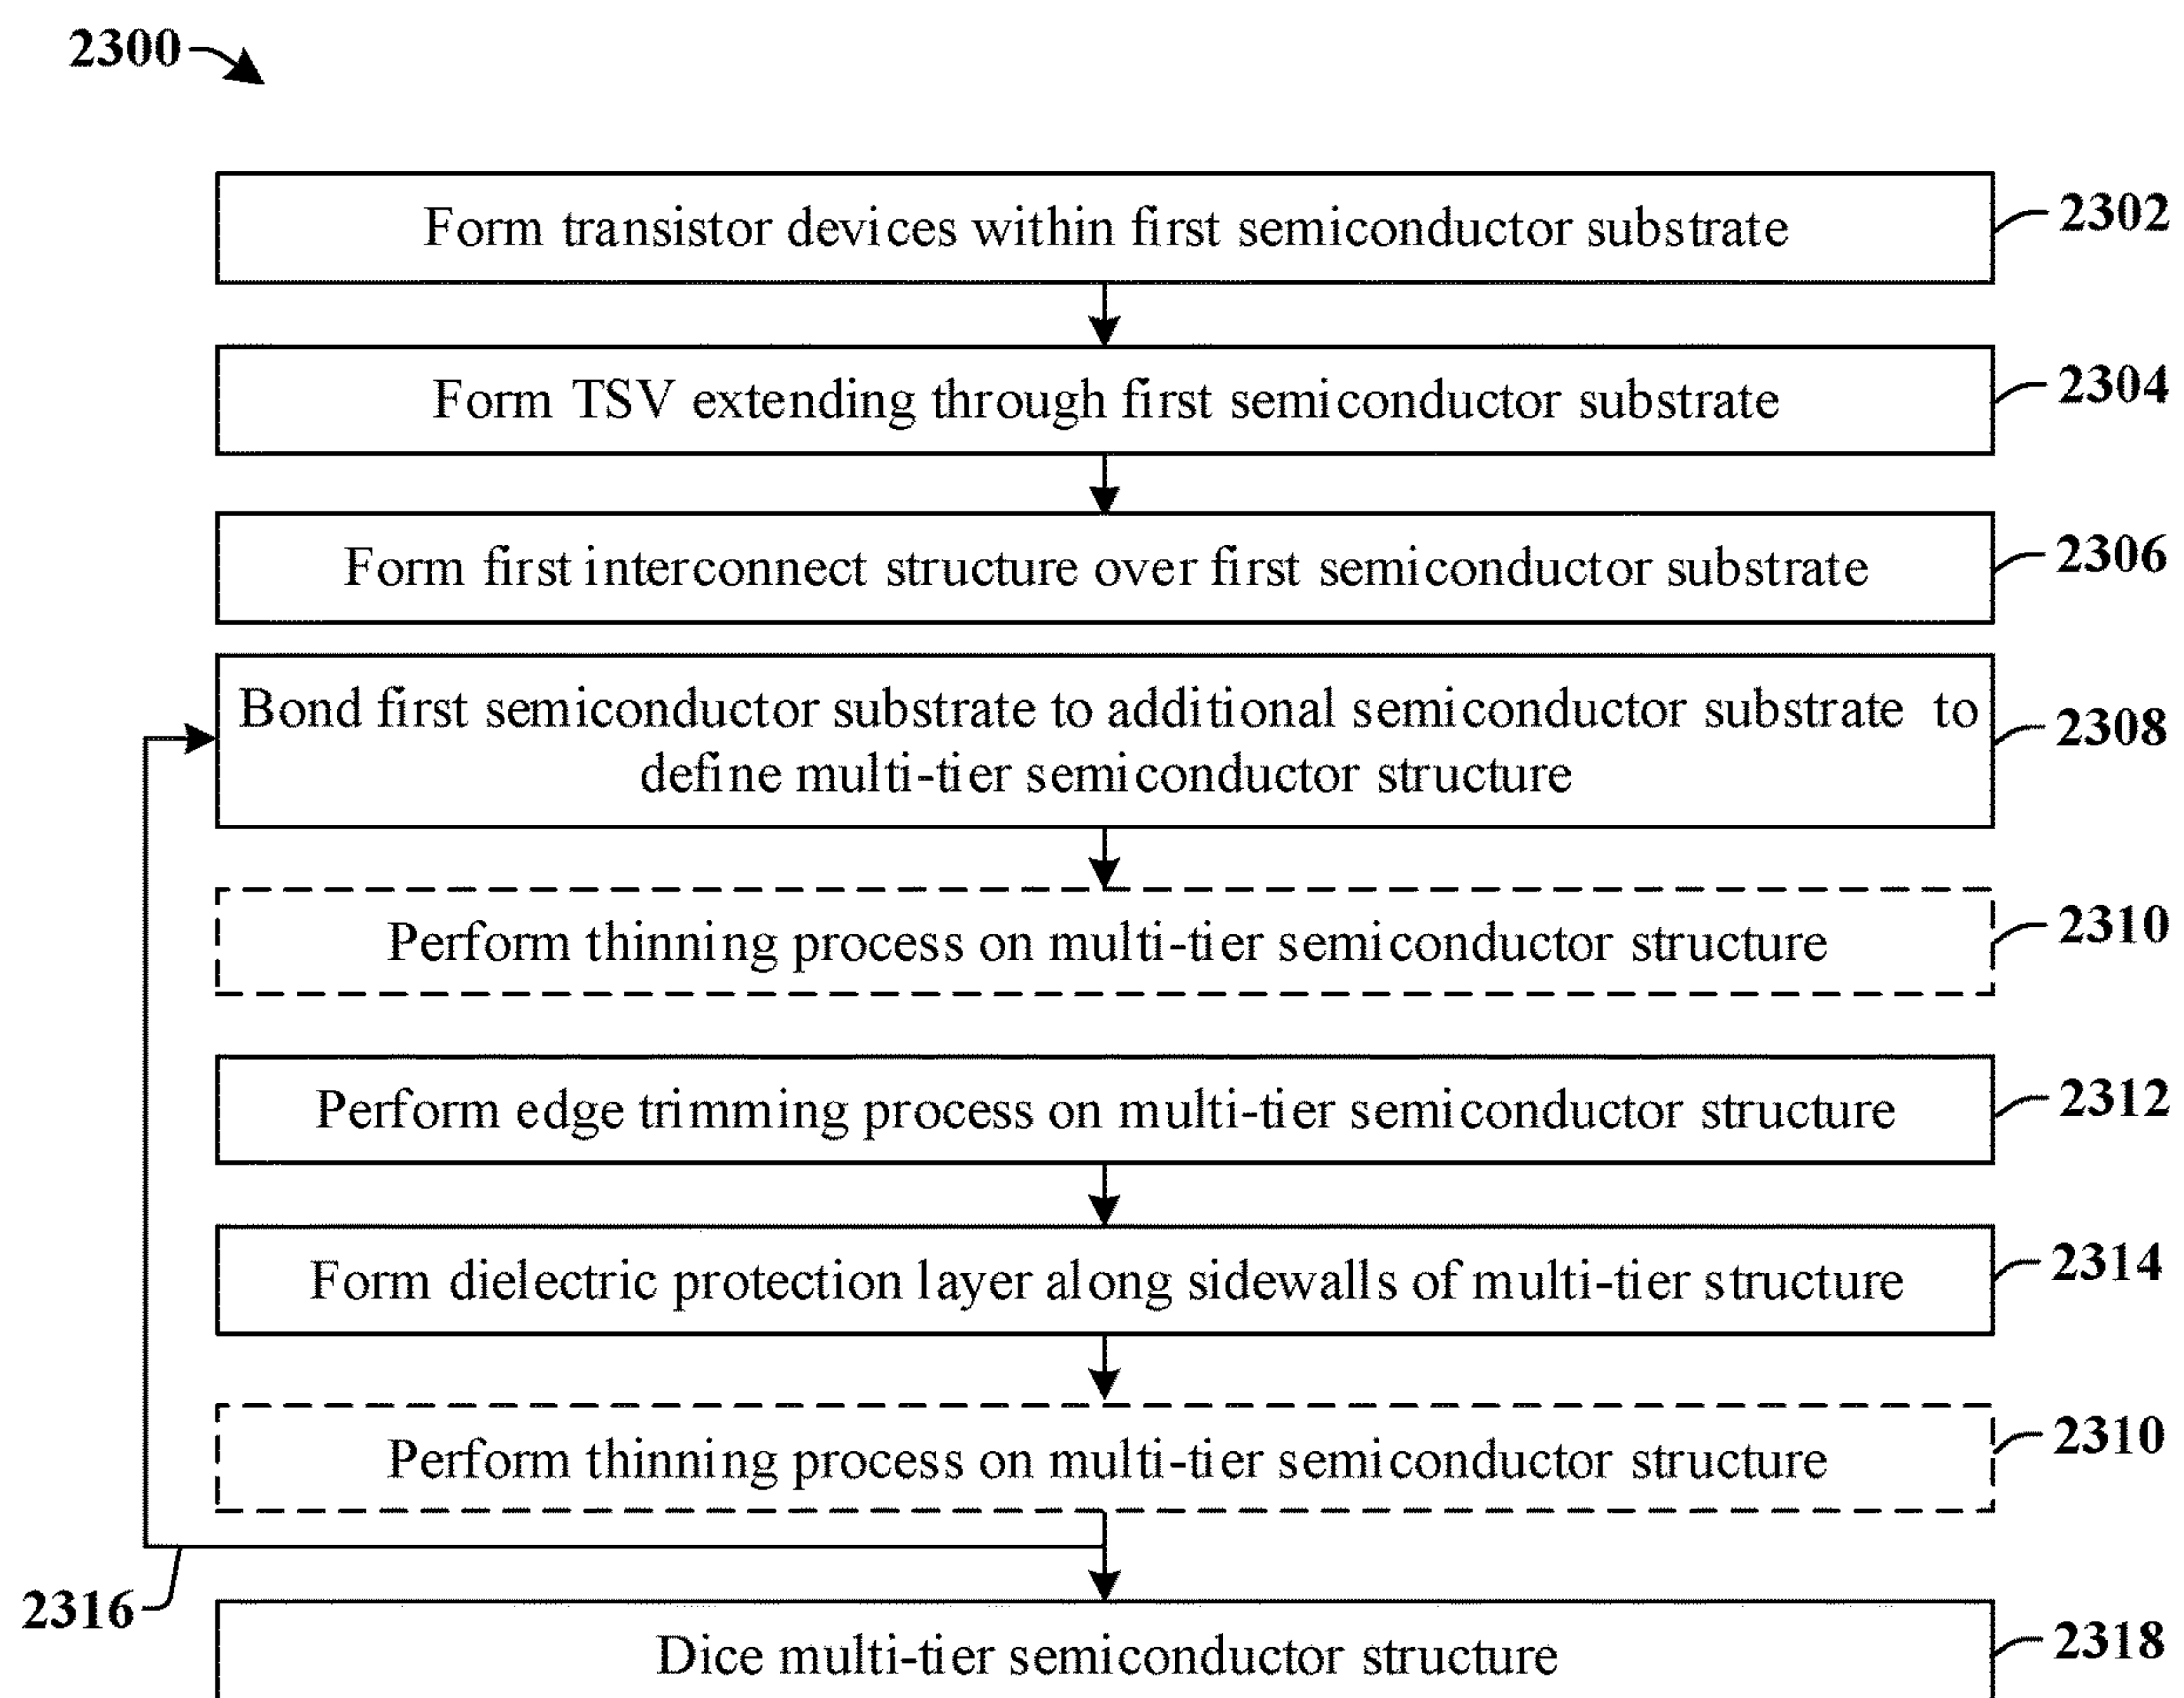 2300
Form transistor devices within first semiconductor substrate
2302
Form TSV extending through first semiconductor substrate
2304
Form first interconnect structure over first semiconductor substrate
2306
Bond first semiconductor substrate to additional semiconductor substrate to
define multi-tier semiconductor structure
2308
Perform thinning process on multi-tier semiconductor structure
2310
Perform edge trimming process on multi-tier semiconductor structure
2312
Form dielectric protection layer along sidewalls of multi-tier structure
2314
Perform thinning process on multi-tier semiconductor structure
2310
2316
Dice multi-tier semiconductor structure
2318